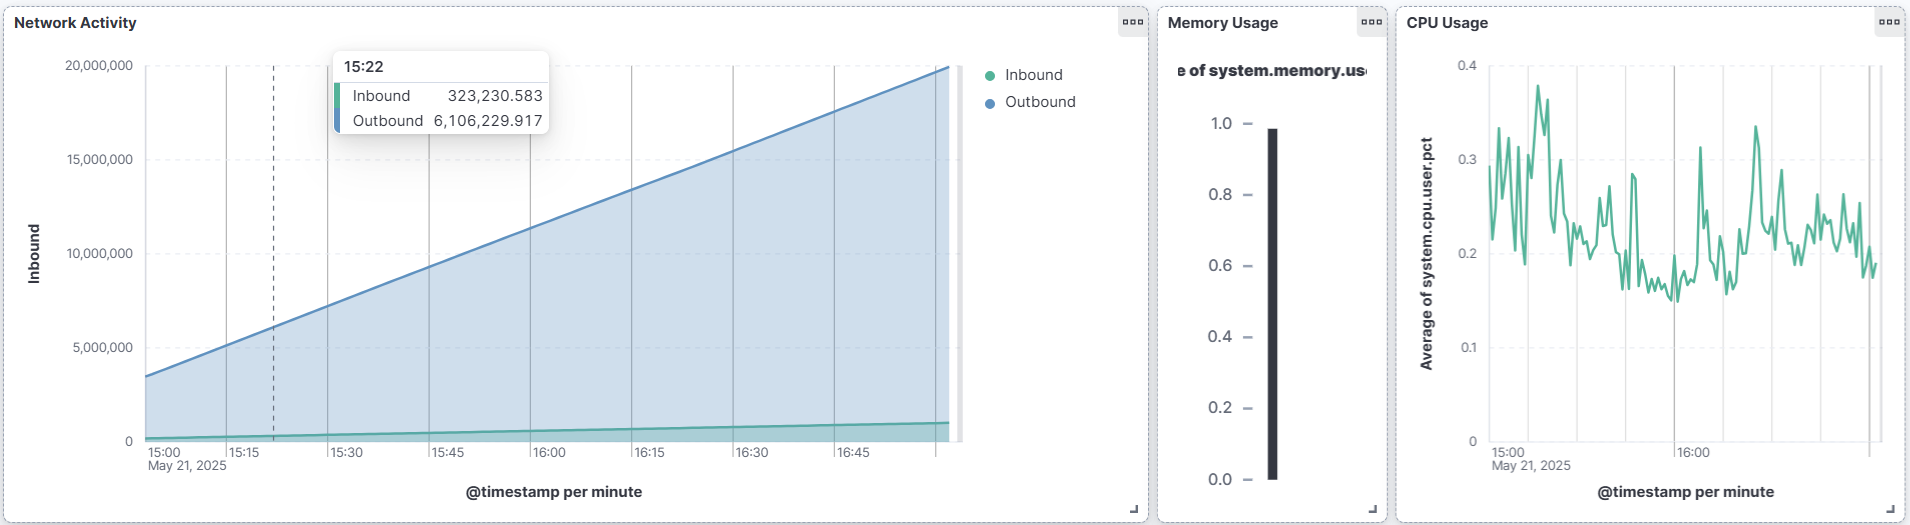 Network Activity
20,000,000
15,000,000
10,000,000
5,000,000
0
Inbound
15:22
Inbound 323,230.583
Outbound 6,106,229.917
Inbound
Outbound
15:00 15:15 15:30 15:45 16:00 16:15 16:30 16:45
May 21, 2025
@timestamp per minute
Memory Usage
e of system.memory.us
1.0
0.8
0.6
0.4
0.2
0.0
CPU Usage
0.4
0.3
0.2
0.1
0
Average of system.cpu.user.pct
15:00 16:00
May 21, 2025
@timestamp per minute